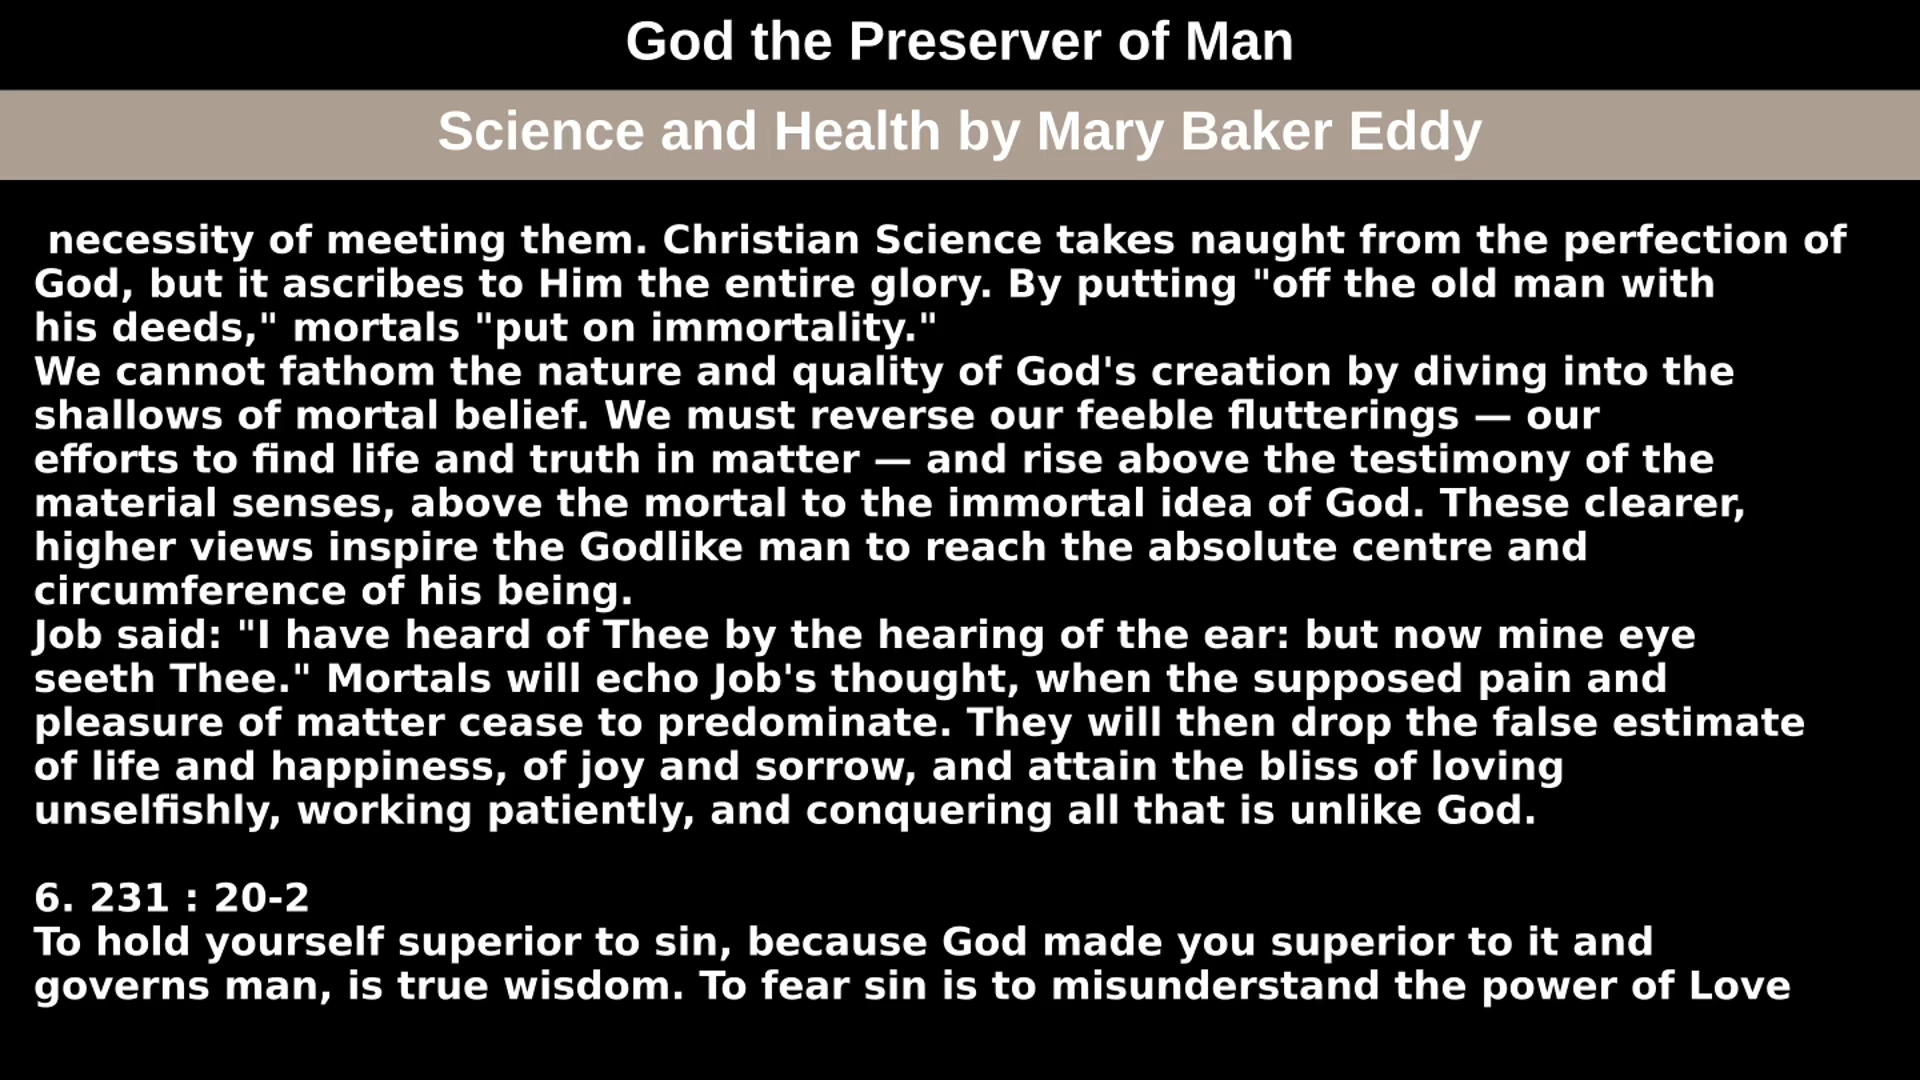 God the Preserver of Man
Science and Health by Mary Baker Eddy
necessity of meeting them. Christian Science takes naught from the perfection of
God, but it ascribes to Him the entire glory. By putting "off the old man with
his deeds," mortals "put on immortality."
We cannot fathom the nature and quality of God's creation by diving into the
shallows of mortal belief. We must reverse our feeble flutterings — our
efforts to find life and truth in matter — and rise above the testimony of the
material senses, above the mortal to the immortal idea of God. These clearer,
higher views inspire the Godlike man to reach the absolute centre and
circumference of his being.
Job said: "I have heard of Thee by the hearing of the ear: but now mine eye
seeth Thee." Mortals will echo Job's thought, when the supposed pain and
pleasure of matter cease to predominate. They will then drop the false estimate
of life and happiness, of joy and sorrow, and attain the bliss of loving
unselfishly, working patiently, and conquering all that is unlike God.
6. 231 : 20-2
To hold yourself superior to sin, because God made you superior to it and
governs man, is true wisdom. To fear sin is to misunderstand the power of Love